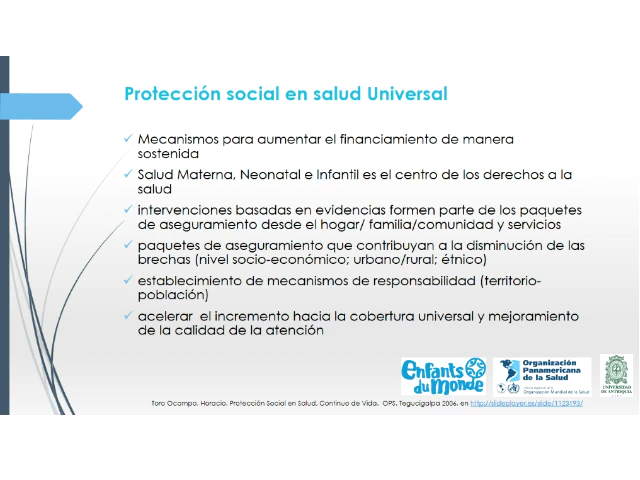 Protección social en salud Universal
✓ Mecanismos para aumentar el financiamiento de manera
sostenida
✓ Salud Materna, Neonatal e Infantil es el centro de los derechos a la
salud
✓ intervenciones basadas en evidencias formen parte de los paquetes
de aseguramiento desde el hogar/ familia/comunidad y servicios
✓ paquetes de aseguramiento que contribuyan a la disminución de las
brechas (nivel socio-económico; urbano/rural; étnico)
✓ establecimiento de mecanismos de responsabilidad (territorio-
población)
✓ acelerar el incremento hacia la cobertura universal y mejoramiento
de la calidad de la atención
enfants
du monde
Organización
Panamericana
de la Salud
Organización Mundial de la Salud
UNIVERSIDAD
DE ANTIOQUIA
Toro Ocampo, Horacio, Protección Social en Salud, Continuo de Vida, OPS, Tegucigalpa 2006, en http://slideplayer.es/slide/1123193/